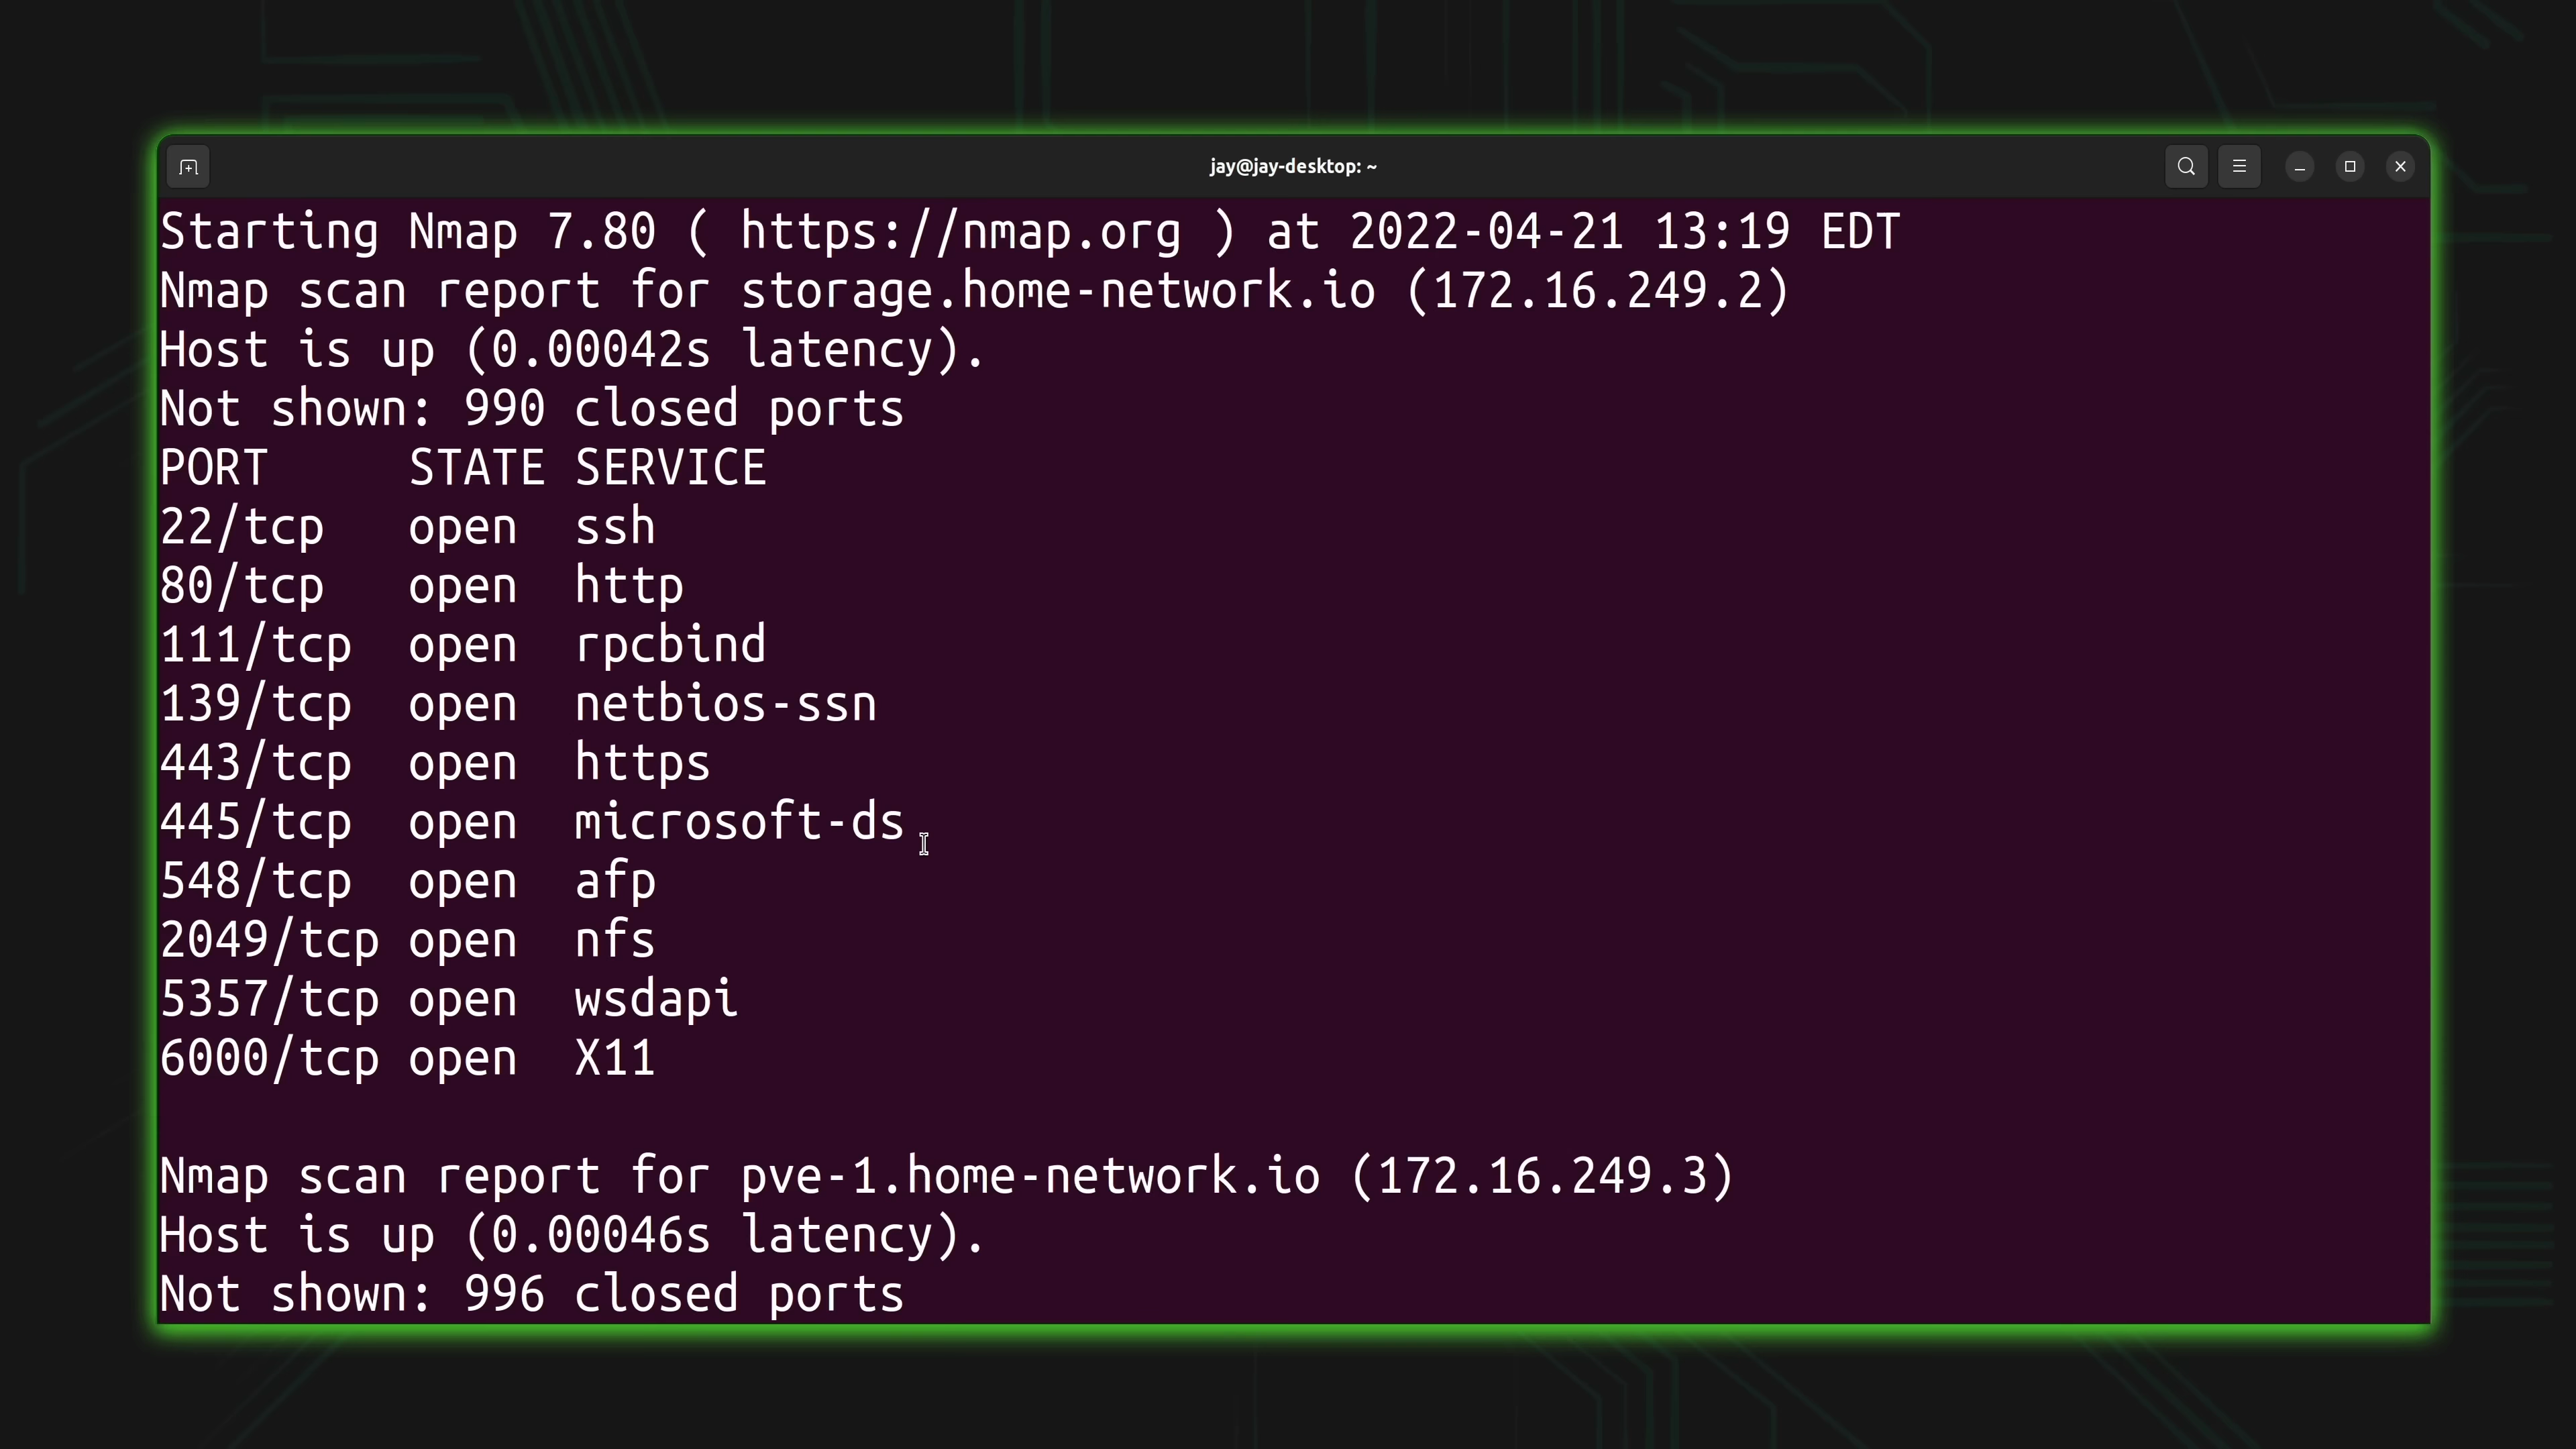 jay@jay-desktop: ~
Starting Nmap 7.80 ( https://nmap.org ) at 2022-04-21 13:19 EDT
Nmap scan report for storage.home-network.io (172.16.249.2)
Host is up (0.00042s latency).
Not shown: 990 closed ports
PORT     STATE SERVICE
22/tcp   open  ssh
80/tcp   open  http
111/tcp  open  rpcbind
139/tcp  open  netbios-ssn
443/tcp  open  https
445/tcp  open  microsoft-ds
548/tcp  open  afp
2049/tcp open  nfs
5357/tcp open  wsdapi
6000/tcp open  X11
Nmap scan report for pve-1.home-network.io (172.16.249.3)
Host is up (0.00046s latency).
Not shown: 996 closed ports